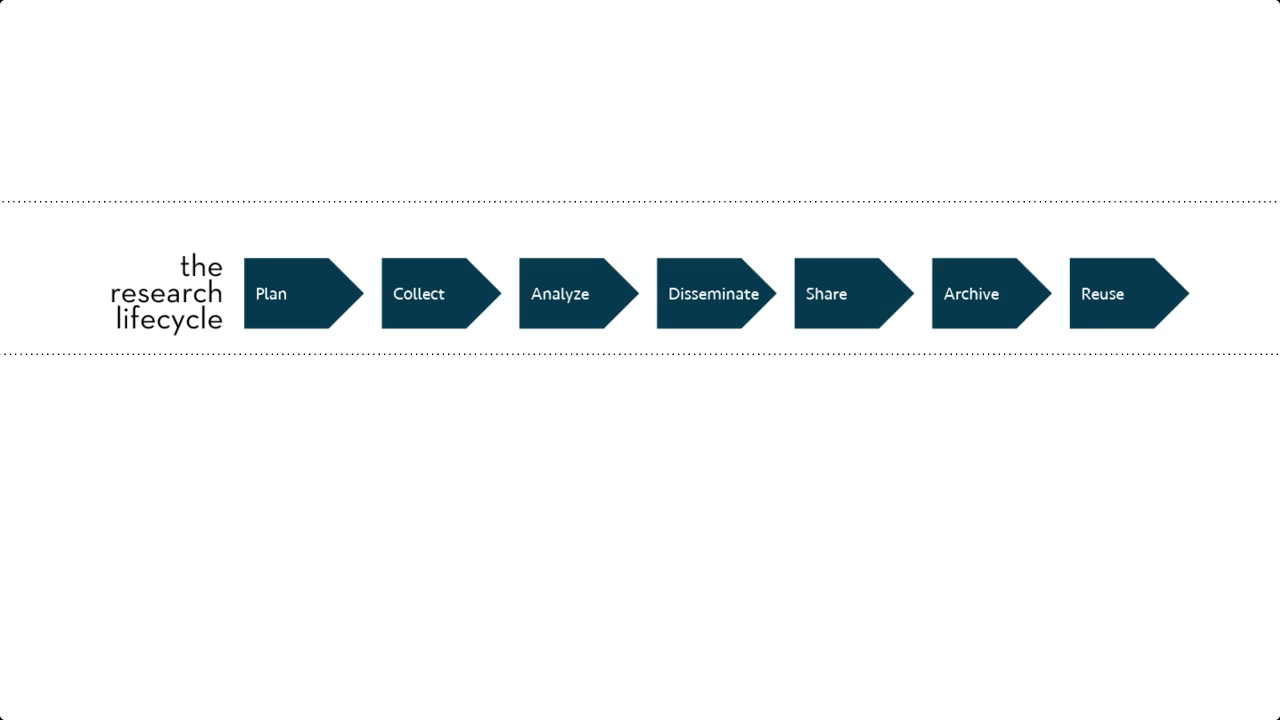 the
research
lifecycle
Plan
Collect
Analyze
Disseminate
Share
Archive
Reuse